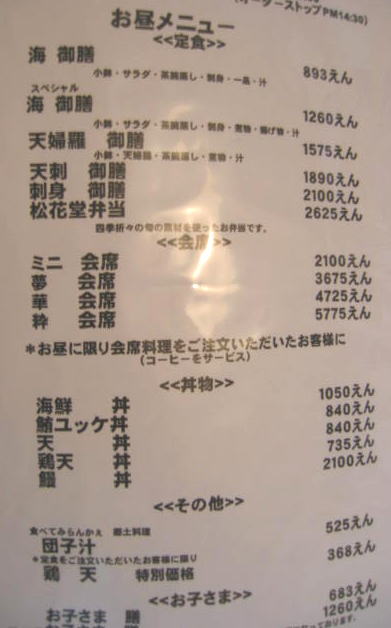 (オーダーストップPM14:30)
お昼メニュー
<<定食>>
海 御膳 893えん
小鉢・サラダ・茶碗蒸し・刺身・一品・汁
スペシャル
海 御膳 1260えん
小鉢・サラダ・茶碗蒸し・刺身・煮物・揚げ物・汁
天婦羅 御膳 1575えん
小鉢・天婦羅・茶碗蒸し・煮物・汁
天刺 御膳 1890えん
刺身 御膳 2100えん
松花堂弁当 2625えん
四季折々の旬の素材を使ったお弁当です。
<<会席>>
ミニ 会席 2100えん
夢 会席 3675えん
華 会席 4725えん
粋 会席 5775えん
*お昼に限り会席料理をご注文いただいたお客様に
(コーヒーをサービス)
<<丼物>>
海鮮 丼 1050えん
鮪ユッケ丼 840えん
天 丼 840えん
鶏天 丼 735えん
鰻 丼 2100えん
<<その他>>
食べてみらんかえ 郷土料理
団子汁 525えん
*定食をご注文いただいたお客様に限り
鶏 天 特別価格 368えん
<<お子さま>>
お子さま 膳 683えん
1260えん